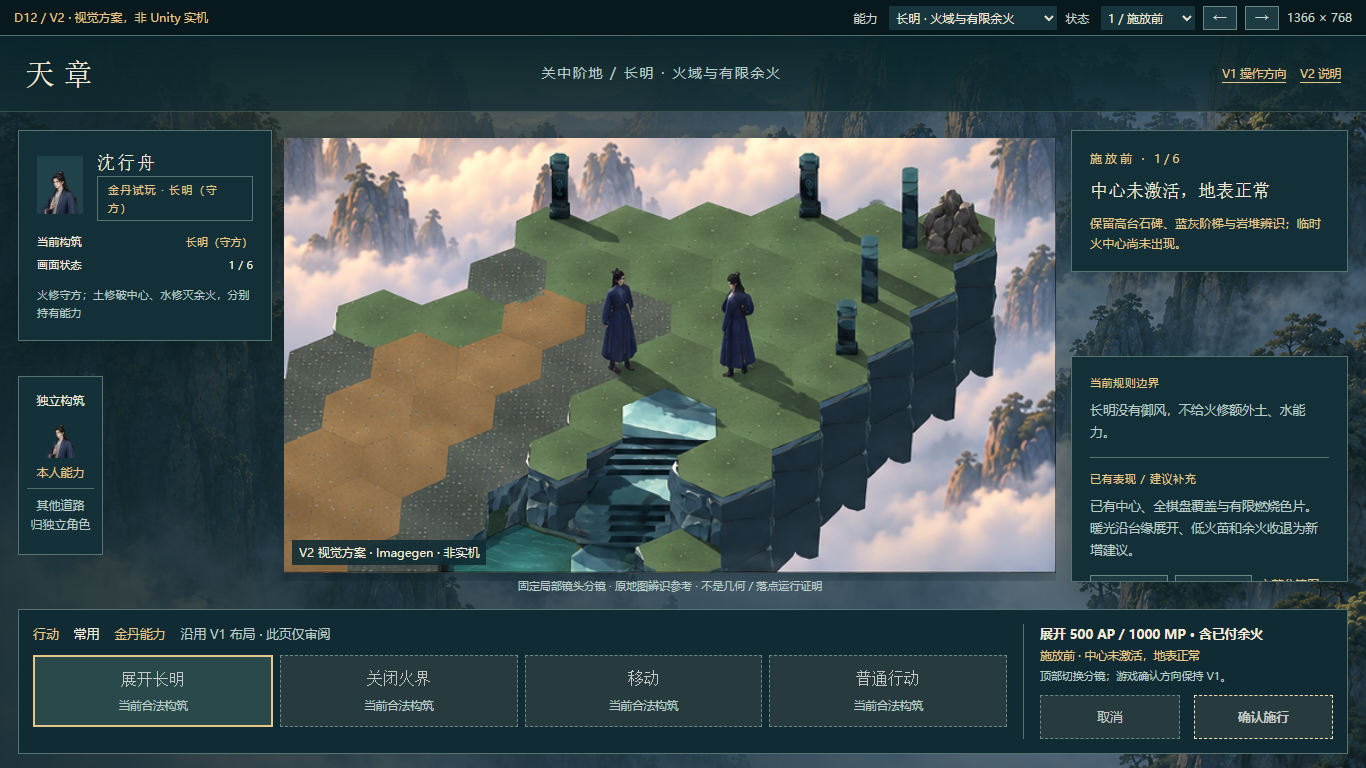 D12 / V2 · 视觉方案，非 Unity 实机
能力 长明 · 火域与有限余火 状态 1 / 施放前 ← → 1366 × 768
天章
关中阶地 / 长明 · 火域与有限余火
V1 操作方向 V2 说明
沈行舟
金丹试玩 · 长明（守
方）
当前构筑 长明（守方）
画面状态 1 / 6
火修守方；土修破中心、水修灭余火，分别
持有能力
独立构筑
本人能力
其他道路
归独立角色
V2 视觉方案 · Imagegen · 非实机
固定局部镜头分镜 · 原地图辨识参考 · 不是几何 / 落点运行证明
施放前 · 1 / 6
中心未激活，地表正常
保留高台石碑、蓝灰阶梯与岩堆辨识；临时
火中心尚未出现。
当前规则边界
长明没有御风，不给火修额外土、水能
力。
已有表现 / 建议补充
已有中心、全棋盘覆盖与有限燃烧色片。
暖光沿台缘展开、低火苗和余火收退为新
增建议。
行动 常用 金丹能力 沿用 V1 布局 · 此页仅审阅
展开长明
当前合法构筑
关闭火界
当前合法构筑
移动
当前合法构筑
普通行动
当前合法构筑
展开 500 AP / 1000 MP • 含已付余火
施放前 · 中心未激活，地表正常
顶部切换分镜；游戏确认方向保持 V1。
取消 确认施行